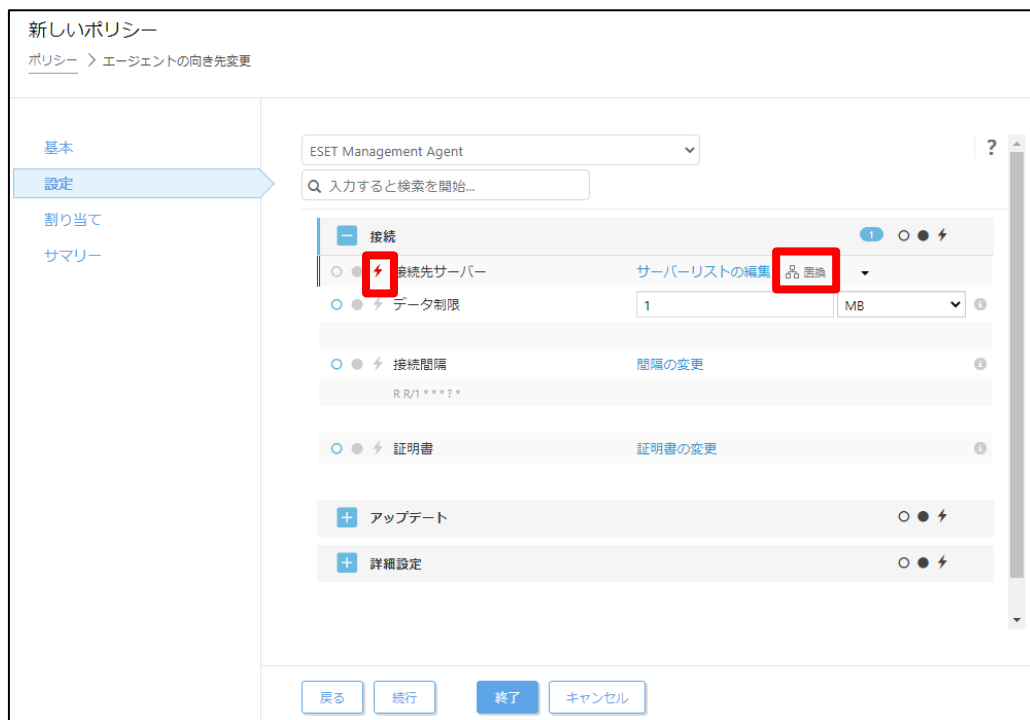 新しいポリシー
ポリシー > エージェントの向き先変更
基本
設定
割り当て
サマリー
ESET Management Agent
?
入力すると検索を開始...
接続 1
接続先サーバー サーバーリストの編集 置換
データ制限 1 MB
接続間隔 間隔の変更
R R/1 * * * ? *
証明書 証明書の変更
アップデート
詳細設定
戻る 続行 終了 キャンセル